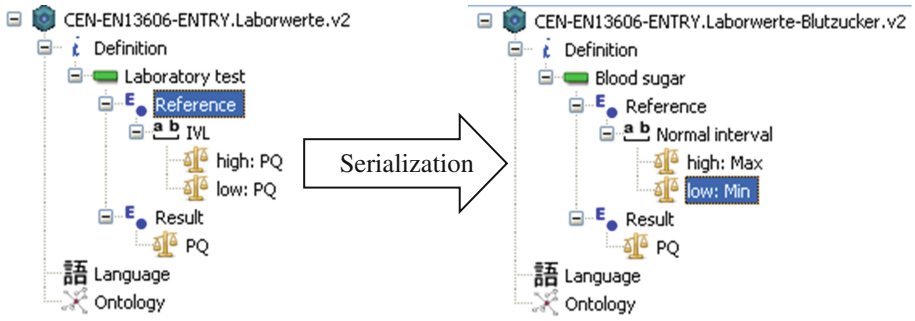 CEN-EN13606-ENTRY.Laborwerte.v2
Definition
Laboratory test
Reference
a b IVL
high: PQ
low: PQ
Result
PQ
語 Language
Ontology
Serialization
CEN-EN13606-ENTRY.Laborwerte-Blutzucker.v2
i Definition
Blood sugar
E Reference
a b Normal interval
high: Max
low: Min
E Result
PQ
語 Language
Ontology